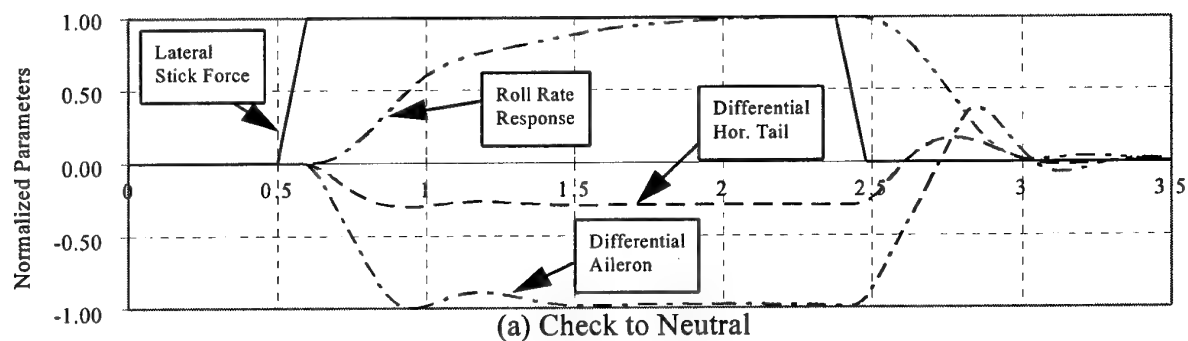 1.00
Lateral
Stick Force
0.50
Roll Rate
Response
Differential
Hor. Tail
Normalized Parameters
0.00
0 0.5 1 1.5 2 2.5 3 3.5
-0.50
Differential
Aileron
-1.00
(a) Check to Neutral